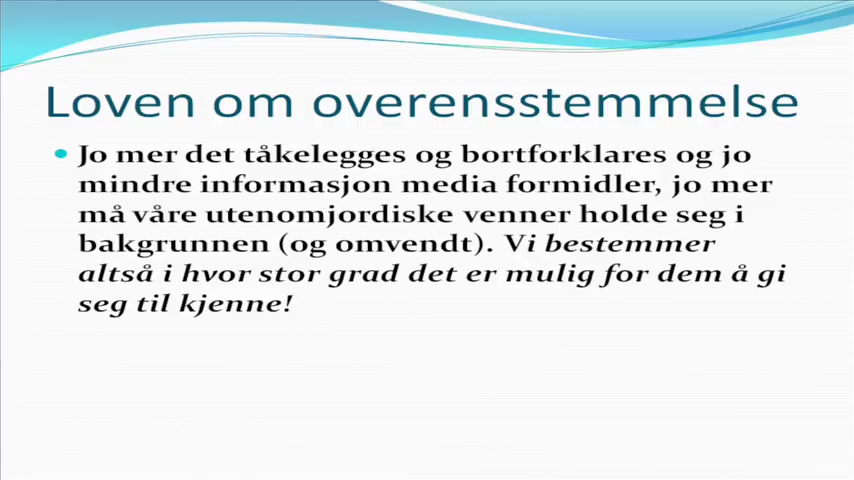 Loven om overensstemmelse
Jo mer det tåkelegges og bortforklares og jo
mindre informasjon media formidler, jo mer
må våre utenomjordiske venner holde seg i
bakgrunnen (og omvendt). Vi bestemmer
altså i hvor stor grad det er mulig for dem å gi
seg til kjenne!